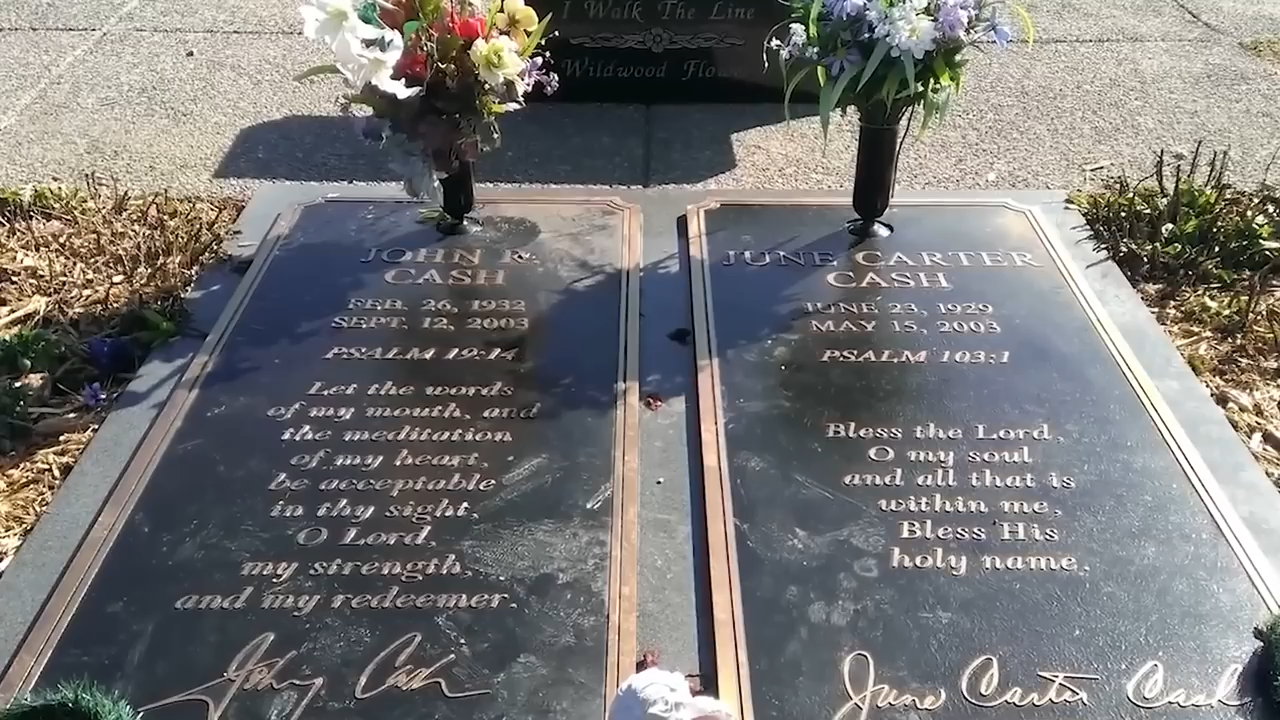 I Walk The Line
Wildwood
JOHN R.
CASH
FEB. 26, 1932
SEPT. 12, 2003
PSALM 19:14
Let the words
of my mouth, and
the meditation
of my heart,
be acceptable
in thy sight,
O Lord,
my strength,
and my redeemer.
Johnny Cash
JUNE CARTER
CASH
JUNE 23, 1929
MAY 15, 2003
PSALM 103:1
Bless the Lord,
O my soul
and all that is
within me,
Bless His
holy name.
June Carter Cash